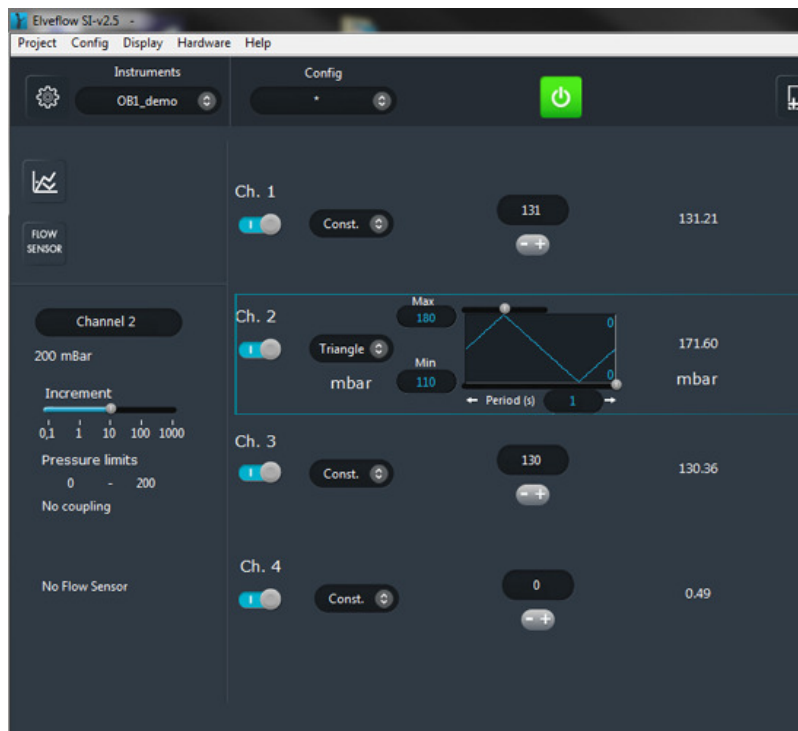 Elveflow SI-v2.5 -
Project Config Display Hardware Help
Instruments
OB1_demo
Config
*
FLOW
SENSOR
Channel 2
200 mBar
Increment
0,1 1 10 100 1000
Pressure limits
0 - 200
No coupling
No Flow Sensor
Ch. 1
Const.
131
- +
131.21
Ch. 2
Triangle
mbar
Max
180
Min
110
0
0
Period (s) 1
171.60
mbar
Ch. 3
Const.
130
- +
130.36
Ch. 4
Const.
0
- +
0.49